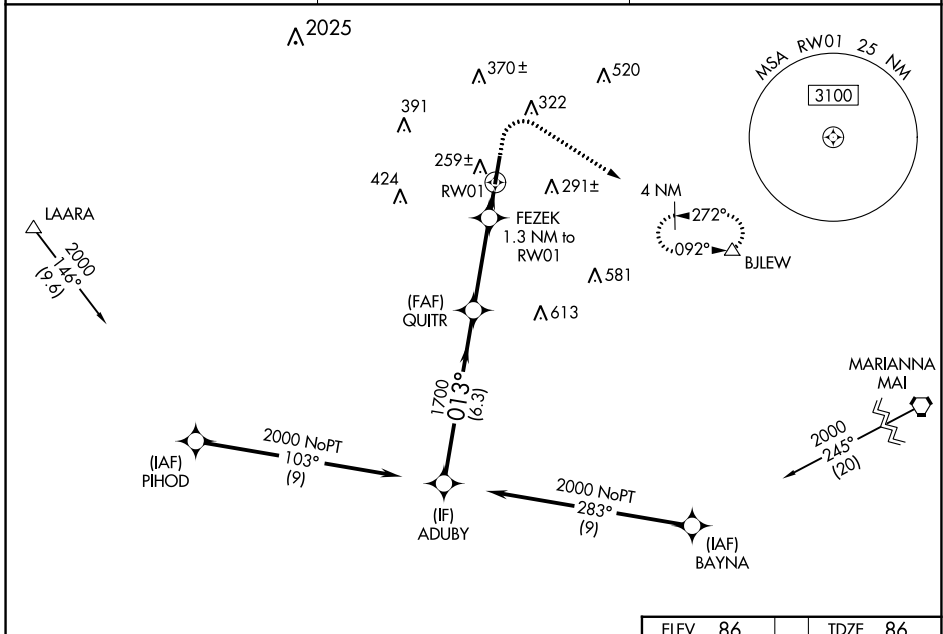 2025
370±
520
MSA RW01 25 NM
3100
391
322
259±
RW01
424
291±
4 NM
272°
092°
BJLEW
LAARA
2000
146°
(9.6)
FEZEK
1.3 NM to
RW01
581
613
(FAF)
QUITR
1700
013°
(6.3)
MARIANNA
MAI
2000
245°
(20)
(IAF)
PIHOD
2000 NoPT
103°
(9)
(IF)
ADUBY
2000 NoPT
283°
(9)
(IAF)
BAYNA
ELEV 86
TDZE 86